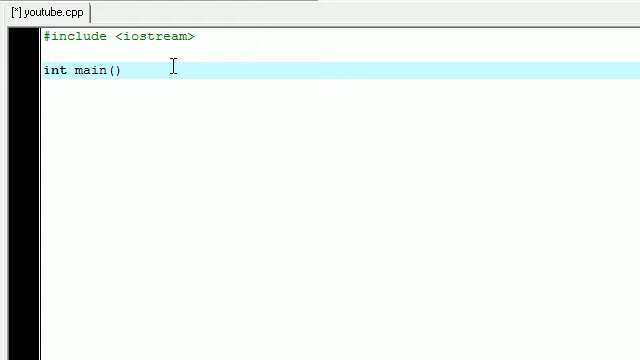 [*] youtube.cpp
#include <iostream>
int main()